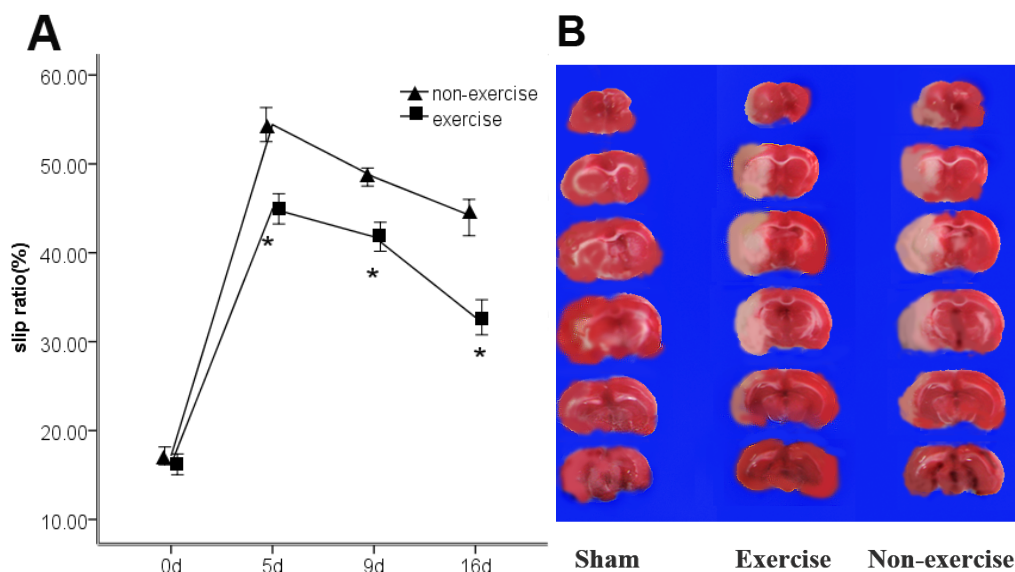 A
60.00
50.00
40.00
30.00
20.00
10.00
slip ratio(%)
non-exercise
exercise
*
*
*
0d
5d
9d
16d
B
Sham Exercise Non-exercise